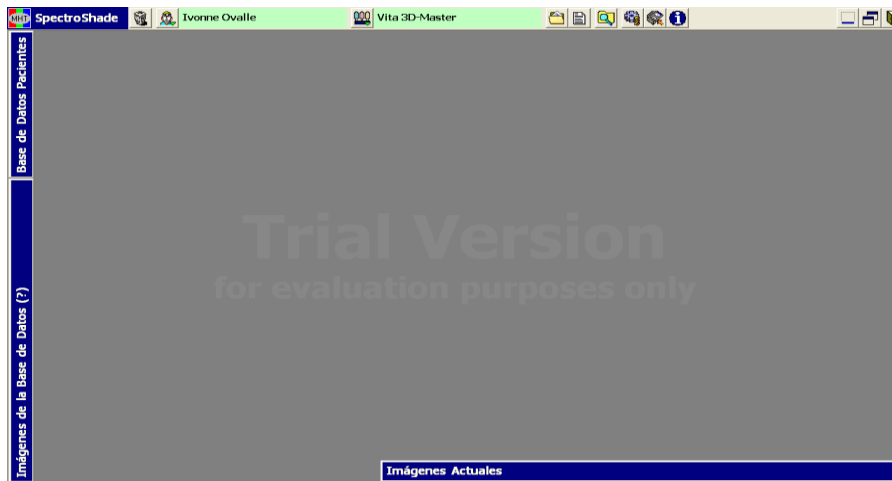 MHT SpectroShade Ivonne Ovalle Vita 3D-Master
Base de Datos Pacientes
Imágenes de la Base de Datos (?)
Trial Version
for evaluation purposes only
Imágenes Actuales